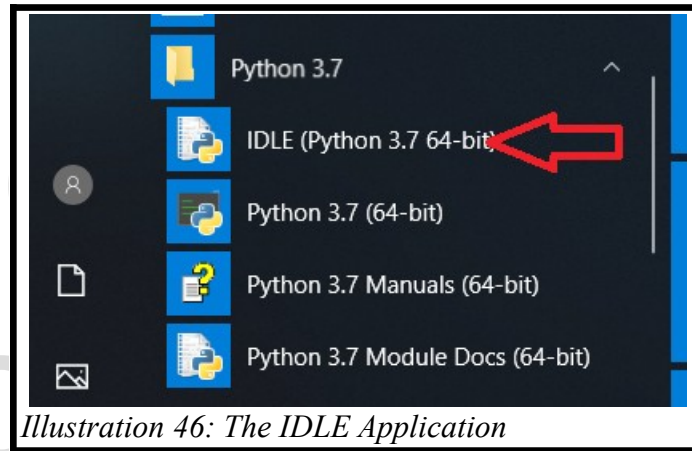 Python 3.7
IDLE (Python 3.7 64-bit)
Python 3.7 (64-bit)
Python 3.7 Manuals (64-bit)
Python 3.7 Module Docs (64-bit)
Illustration 46: The IDLE Application